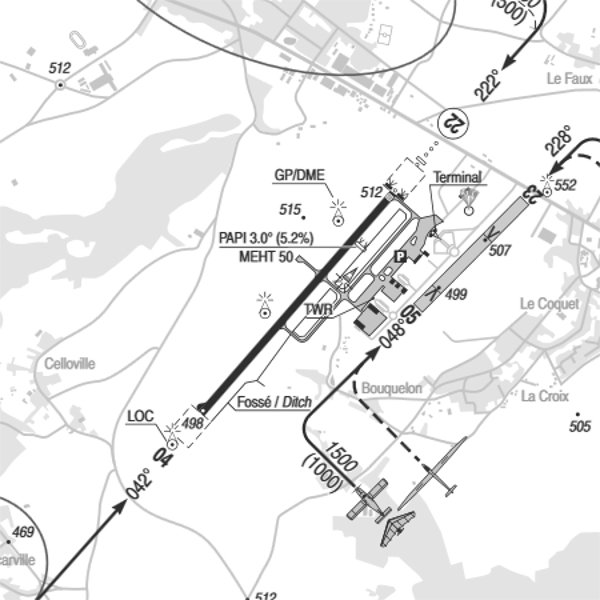 (500)
222°
Le Faux
512
22
228°
GP/DME
512
Terminal
23
552
515
PAPI 3.0° (5.2%)
MEHT 50
P
507
499
Le Coquet
TWR
05
048°
Celloville
Bouquelon
La Croix
Fossé / Ditch
498
LOC
505
04
042°
1500
(1000)
469
carville
512